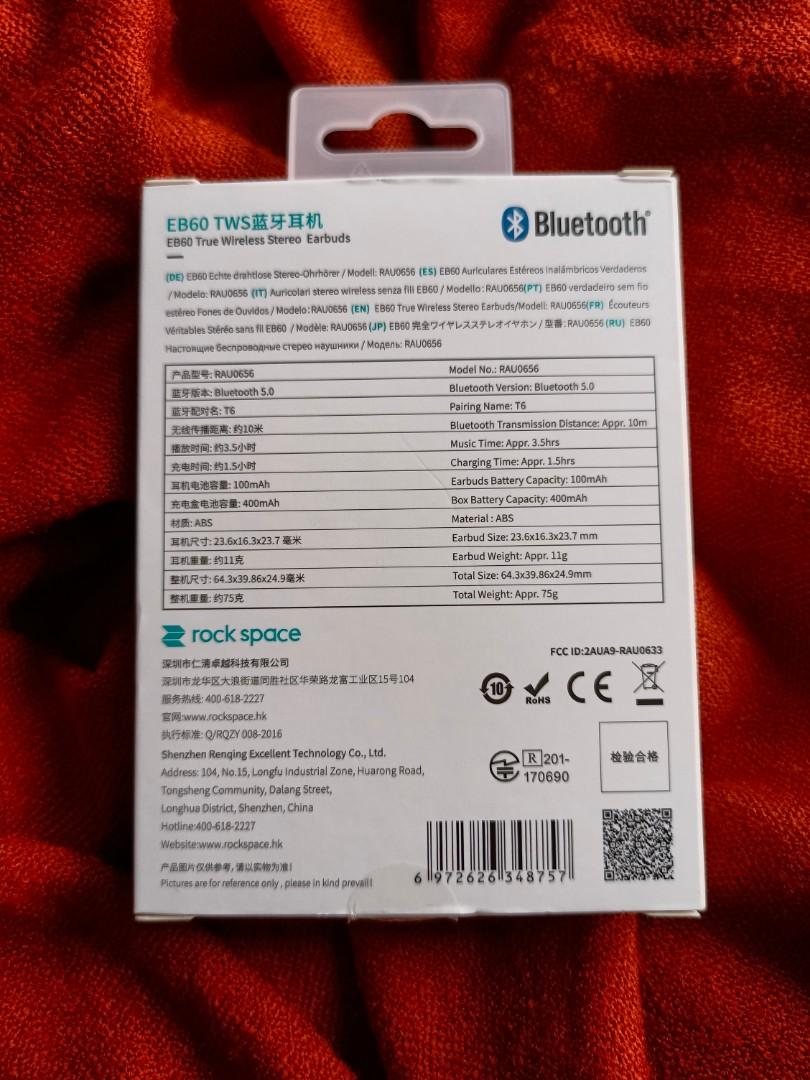 EB60 TWS蓝牙耳机
EB60 True Wireless Stereo Earbuds
Bluetooth®
(DE) EB60 Echte drahtlose Stereo-Ohrhörer / Modell: RAU0656 (ES) EB60 Auriculares Estéreos Inalámbricos Verdaderos
/ Modelo: RAU0656 (IT) Auricolari stereo wireless senza fili EB60 / Modello: RAU0656(PT) EB60 verdadeiro sem fio
estéreo Fones de Ouvidos / Modelo:RAU0656 (EN) EB60 True Wireless Stereo Earbuds/Modell: RAU0656(FR) Écouteurs
Véritables Stéréo sans fil EB60 / Modèle: RAU0656 (JP) EB60 完全ワイヤレスステレオイヤホン / 型番:RAU0656 (RU) EB60
Настоящие беспроводные стерео наушники / Модель: RAU0656
产品型号: RAU0656
蓝牙版本: Bluetooth 5.0
蓝牙配对名: T6
无线传播距离: 约10米
播放时间: 约3.5小时
充电时间: 约1.5小时
耳机电池容量: 100mAh
充电盒电池容量: 400mAh
材质: ABS
耳机尺寸: 23.6x16.3x23.7 毫米
耳机重量: 约11克
整机尺寸: 64.3x39.86x24.9毫米
整机重量: 约75克
Model No.: RAU0656
Bluetooth Version: Bluetooth 5.0
Pairing Name: T6
Bluetooth Transmission Distance: Appr. 10m
Music Time: Appr. 3.5hrs
Charging Time: Appr. 1.5hrs
Earbuds Battery Capacity: 100mAh
Box Battery Capacity: 400mAh
Material : ABS
Earbud Size: 23.6x16.3x23.7 mm
Earbud Weight: Appr. 11g
Total Size: 64.3x39.86x24.9mm
Total Weight: Appr. 75g
rock space
深圳市仁清卓越科技有限公司
深圳市龙华区大浪街道同胜社区华荣路龙富工业区15号104
服务热线: 400-618-2227
官网:www.rockspace.hk
执行标准: Q/RQZY 008-2016
Shenzhen Renqing Excellent Technology Co., Ltd.
Address: 104, No.15, Longfu Industrial Zone, Huarong Road,
Tongsheng Community, Dalang Street,
Longhua District, Shenzhen, China
Hotline:400-618-2227
Website:www.rockspace.hk
产品图片仅供参考,请以实物为准!
Pictures are for reference only , please in kind prevail!
FCC ID:2AUA9-RAU0633
10
RoHS
CE
R 201-
170690
检验合格
6 972626 348757